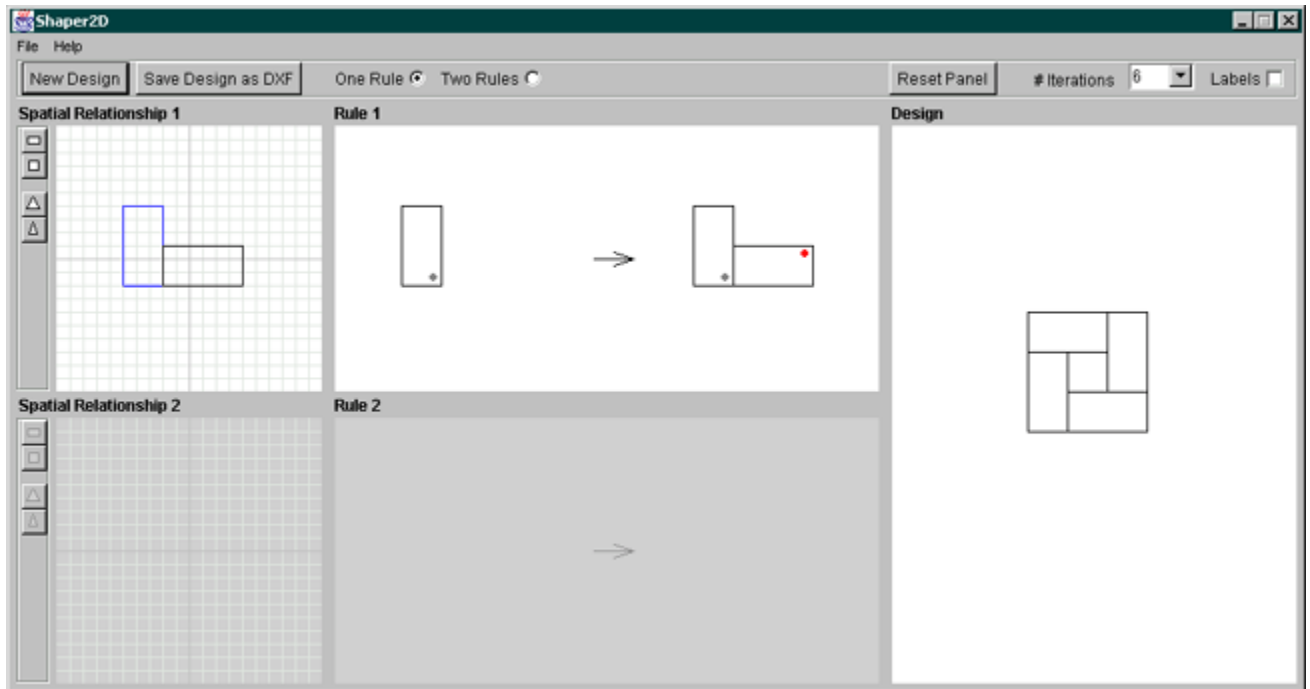 Shaper2D
File Help
New Design Save Design as DXF One Rule Two Rules Reset Panel # Iterations 6 Labels
Spatial Relationship 1 Rule 1 Design
Spatial Relationship 2 Rule 2